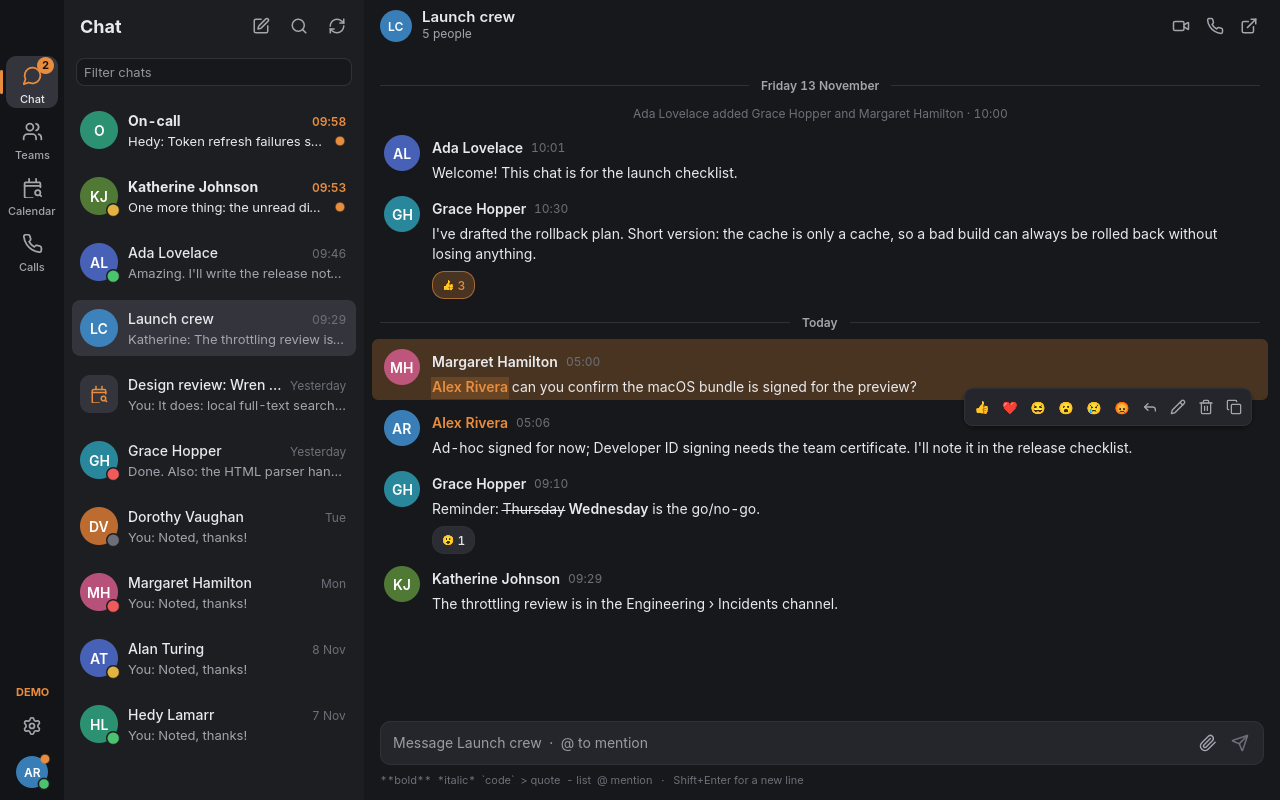 2
Chat
Teams
Calendar
Calls
DEMO
AR
Chat
Filter chats
O
On-call
09:58
Hedy: Token refresh failures s...
KJ
Katherine Johnson
09:53
One more thing: the unread di...
AL
Ada Lovelace
09:46
Amazing. I'll write the release not...
LC
Launch crew
09:29
Katherine: The throttling review is...
Design review: Wren ...
Yesterday
You: It does: local full-text search...
GH
Grace Hopper
Yesterday
Done. Also: the HTML parser han...
DV
Dorothy Vaughan
Tue
You: Noted, thanks!
MH
Margaret Hamilton
Mon
You: Noted, thanks!
AT
Alan Turing
8 Nov
You: Noted, thanks!
HL
Hedy Lamarr
7 Nov
You: Noted, thanks!
LC
Launch crew
5 people
Friday 13 November
Ada Lovelace added Grace Hopper and Margaret Hamilton · 10:00
AL
Ada Lovelace 10:01
Welcome! This chat is for the launch checklist.
GH
Grace Hopper 10:30
I've drafted the rollback plan. Short version: the cache is only a cache, so a bad build can always be rolled back without
losing anything.
👍 3
Today
MH
Margaret Hamilton 05:00
Alex Rivera can you confirm the macOS bundle is signed for the preview?
👍 ❤️ 😆 😮 😢 😡
AR
Alex Rivera 05:06
Ad-hoc signed for now; Developer ID signing needs the team certificate. I'll note it in the release checklist.
GH
Grace Hopper 09:10
Reminder: Thursday Wednesday is the go/no-go.
😮 1
KJ
Katherine Johnson 09:29
The throttling review is in the Engineering › Incidents channel.
Message Launch crew · @ to mention
**bold** *italic* `code` > quote - list @ mention · Shift+Enter for a new line